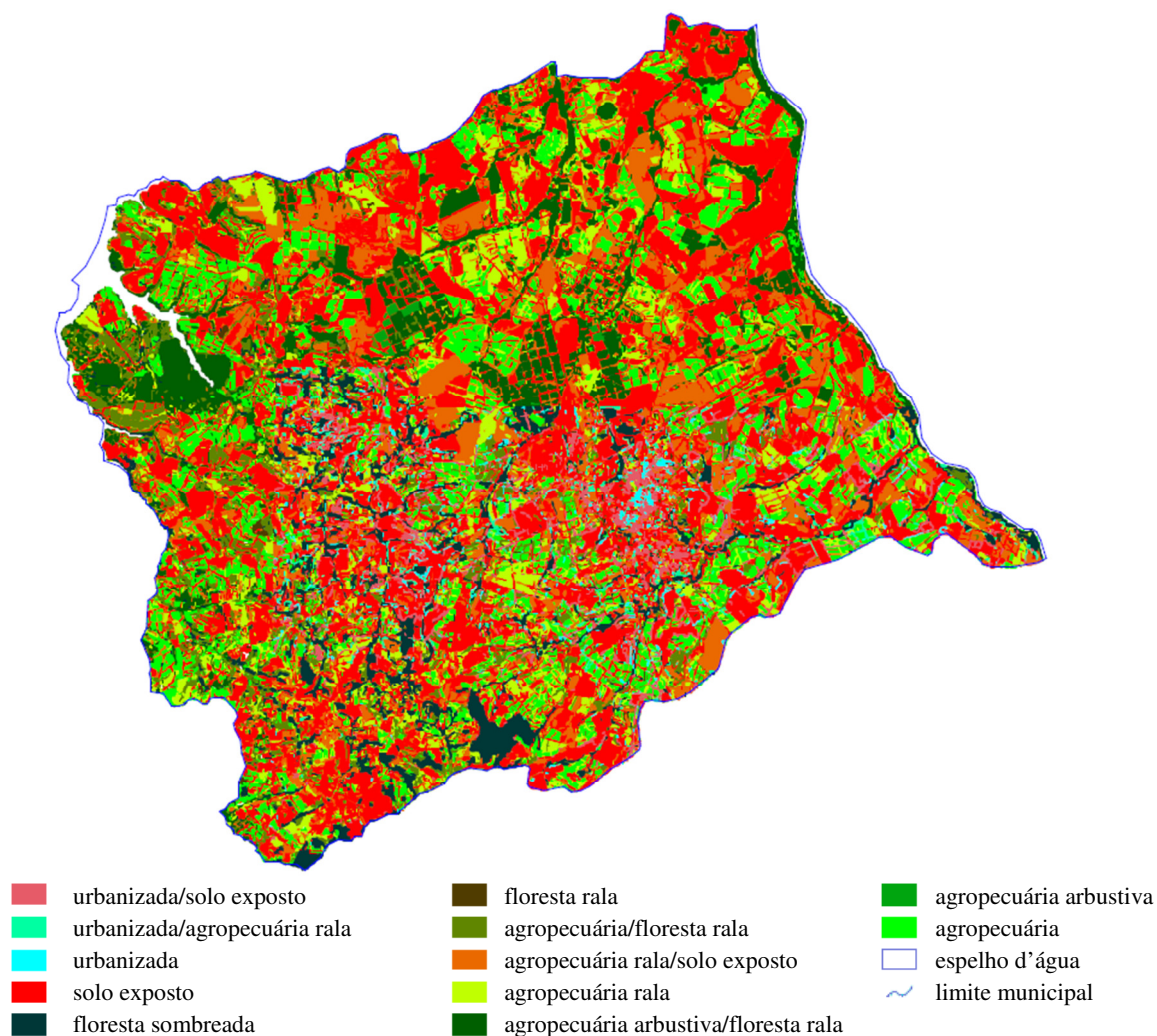 urbanizada/solo exposto
urbanizada/agropecuária rala
urbanizada
solo exposto
floresta sombreada
floresta rala
agropecuária/floresta rala
agropecuária rala/solo exposto
agropecuária rala
agropecuária arbustiva/floresta rala
agropecuária arbustiva
agropecuária
espelho d’água
limite municipal